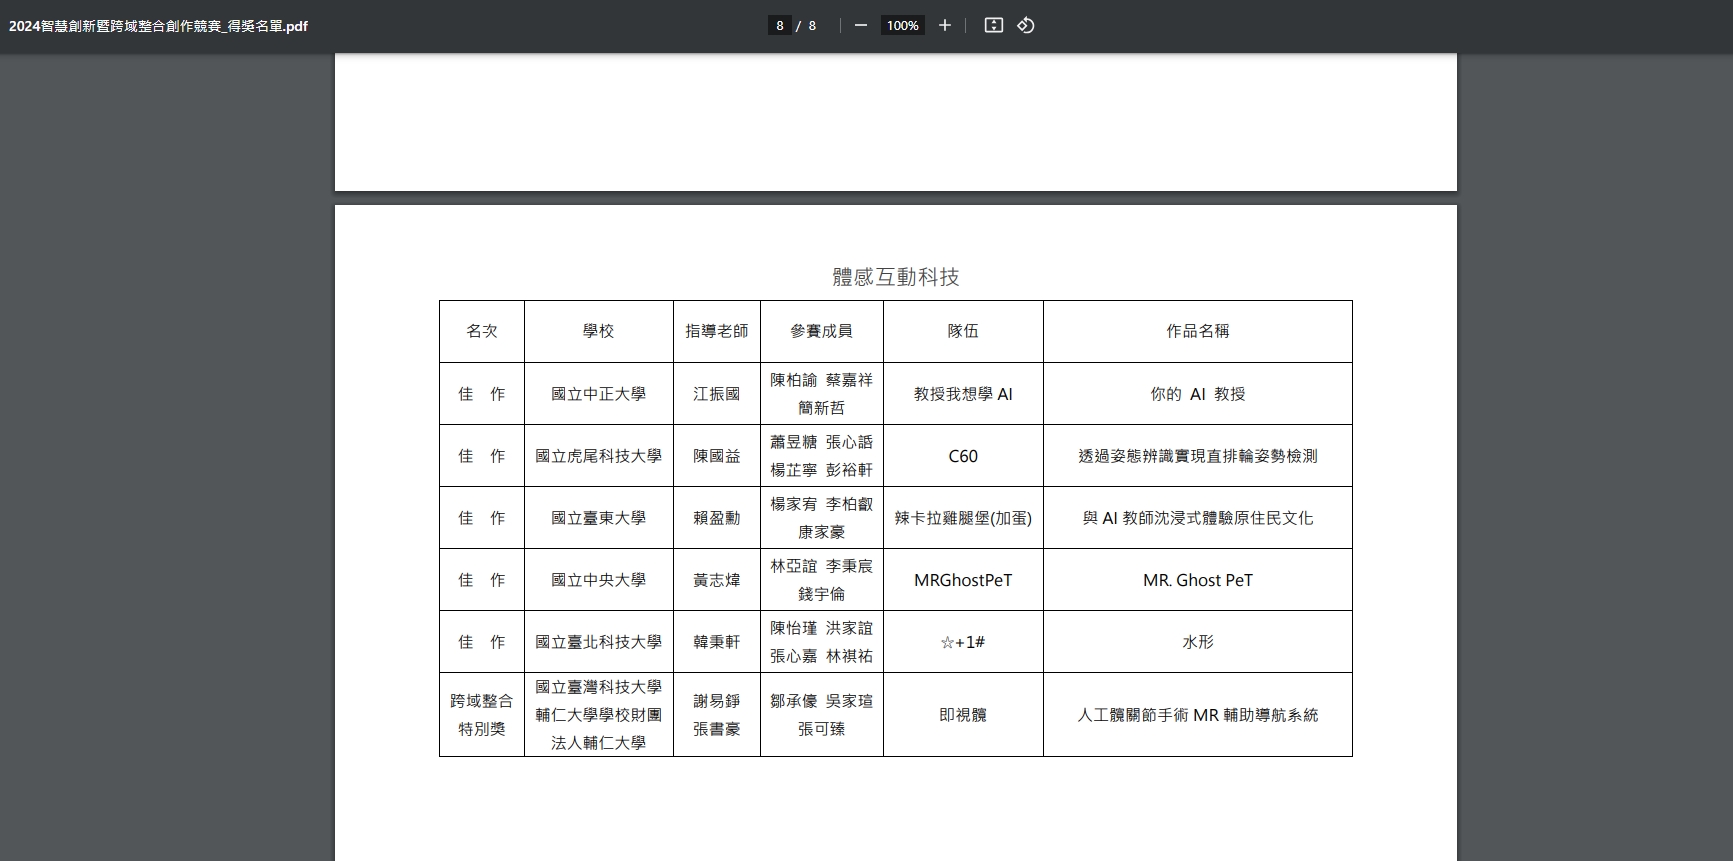 2024智慧創新暨跨域整合創作競賽_得獎名單.pdf
8 / 8
100%
體感互動科技
名次 學校 指導老師 參賽成員 隊伍 作品名稱
佳 作 國立中正大學 江振國 陳柏諭 蔡嘉祥 教授我想學 AI 你的 AI 教授
簡新哲
佳 作 國立虎尾科技大學 陳國益 蕭昱糖 張心諙 C60 透過姿態辨識實現直排輪姿勢檢測
楊芷寧 彭裕軒
佳 作 國立臺東大學 賴盈勳 楊家宥 李柏叡 辣卡拉雞腿堡(加蛋) 與 AI 教師沈浸式體驗原住民文化
康家豪
佳 作 國立中央大學 黃志煒 林亞誼 李秉宸 MRGhostPeT MR. Ghost PeT
錢宇倫
佳 作 國立臺北科技大學 韓秉軒 陳怡瑾 洪家誼 ☆+1# 水形
張心嘉 林祺祐
跨域整合
特別獎
國立臺灣科技大學
輔仁大學學校財團
法人輔仁大學
謝易錚
張書豪
鄒承儫 吳家瑄
張可臻
即視髖
人工髖關節手術 MR 輔助導航系統